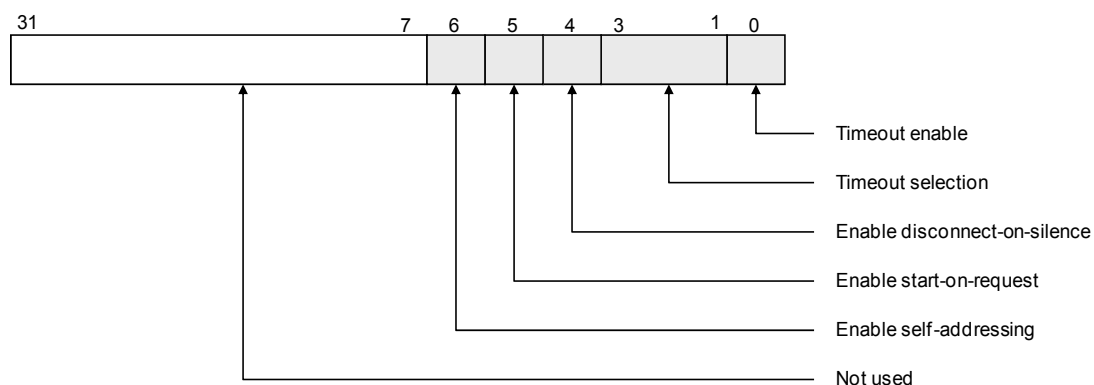 31 7 6 5 4 3 1 0
Timeout enable
Timeout selection
Enable disconnect-on-silence
Enable start-on-request
Enable self-addressing
Not used